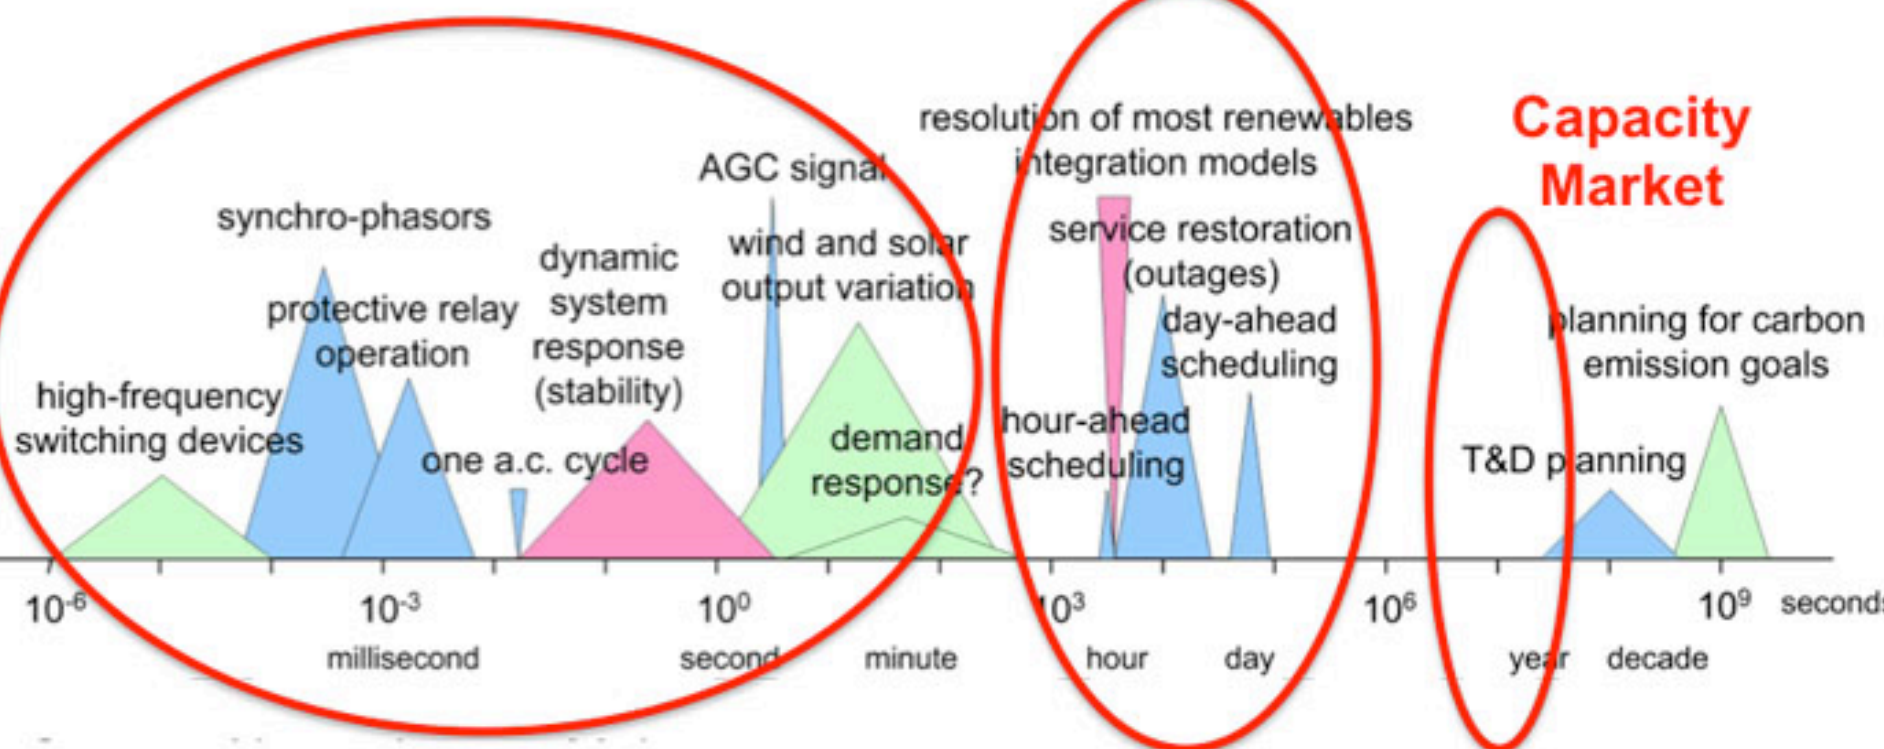 resolution of most renewables
integration models
Capacity
Market
AGC signal
synchro-phasors
wind and solar
output variation
service restoration
(outages)
dynamic
system
response
(stability)
protective relay
operation
day-ahead
scheduling
planning for carbon
emission goals
high-frequency
switching devices
hour-ahead
scheduling
demand
response?
one a.c. cycle
T&D planning
10⁻⁶ 10⁻³ 10⁰ 10³ 10⁶ 10⁹ seconds
millisecond second minute hour day year decade